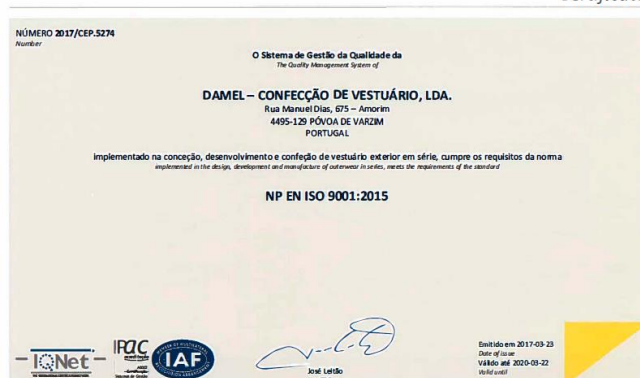 NÚMERO 2017/CEP.5274
Number
O Sistema de Gestão da Qualidade da
The Quality Management System of
DAMEL – CONFECÇÃO DE VESTUÁRIO, LDA.
Rua Manuel Dias, 675 – Amorim
4495-129 PÓVOA DE VARZIM
PORTUGAL
implementado na conceção, desenvolvimento e confeção de vestuário exterior em série, cumpre os requisitos da norma
implemented in the design, development and manufacture of outerwear in series, meets the requirements of the standard
NP EN ISO 9001:2015
IQNet
IPAC
IAF
José Leitão
Emitido em 2017-03-23
Date of issue
Válido até 2020-03-22
Valid until